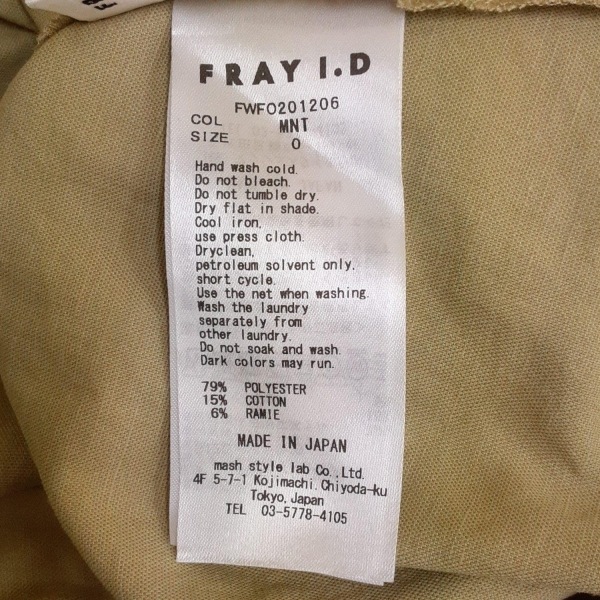 FRAY I.D
FWFO201206
COL MNT
SIZE 0
Hand wash cold.
Do not bleach.
Do not tumble dry.
Dry flat in shade.
Cool iron,
use press cloth.
Dryclean,
petroleum solvent only.
short cycle.
Use the net when washing.
Wash the laundry
separately from
other laundry.
Do not soak and wash.
Dark colors may run.
79% POLYESTER
15% COTTON
6% RAMIE
MADE IN JAPAN
mash style lab Co., Ltd.
4F 5-7-1 Kojimachi. Chiyoda-ku
Tokyo, Japan
TEL 03-5778-4105